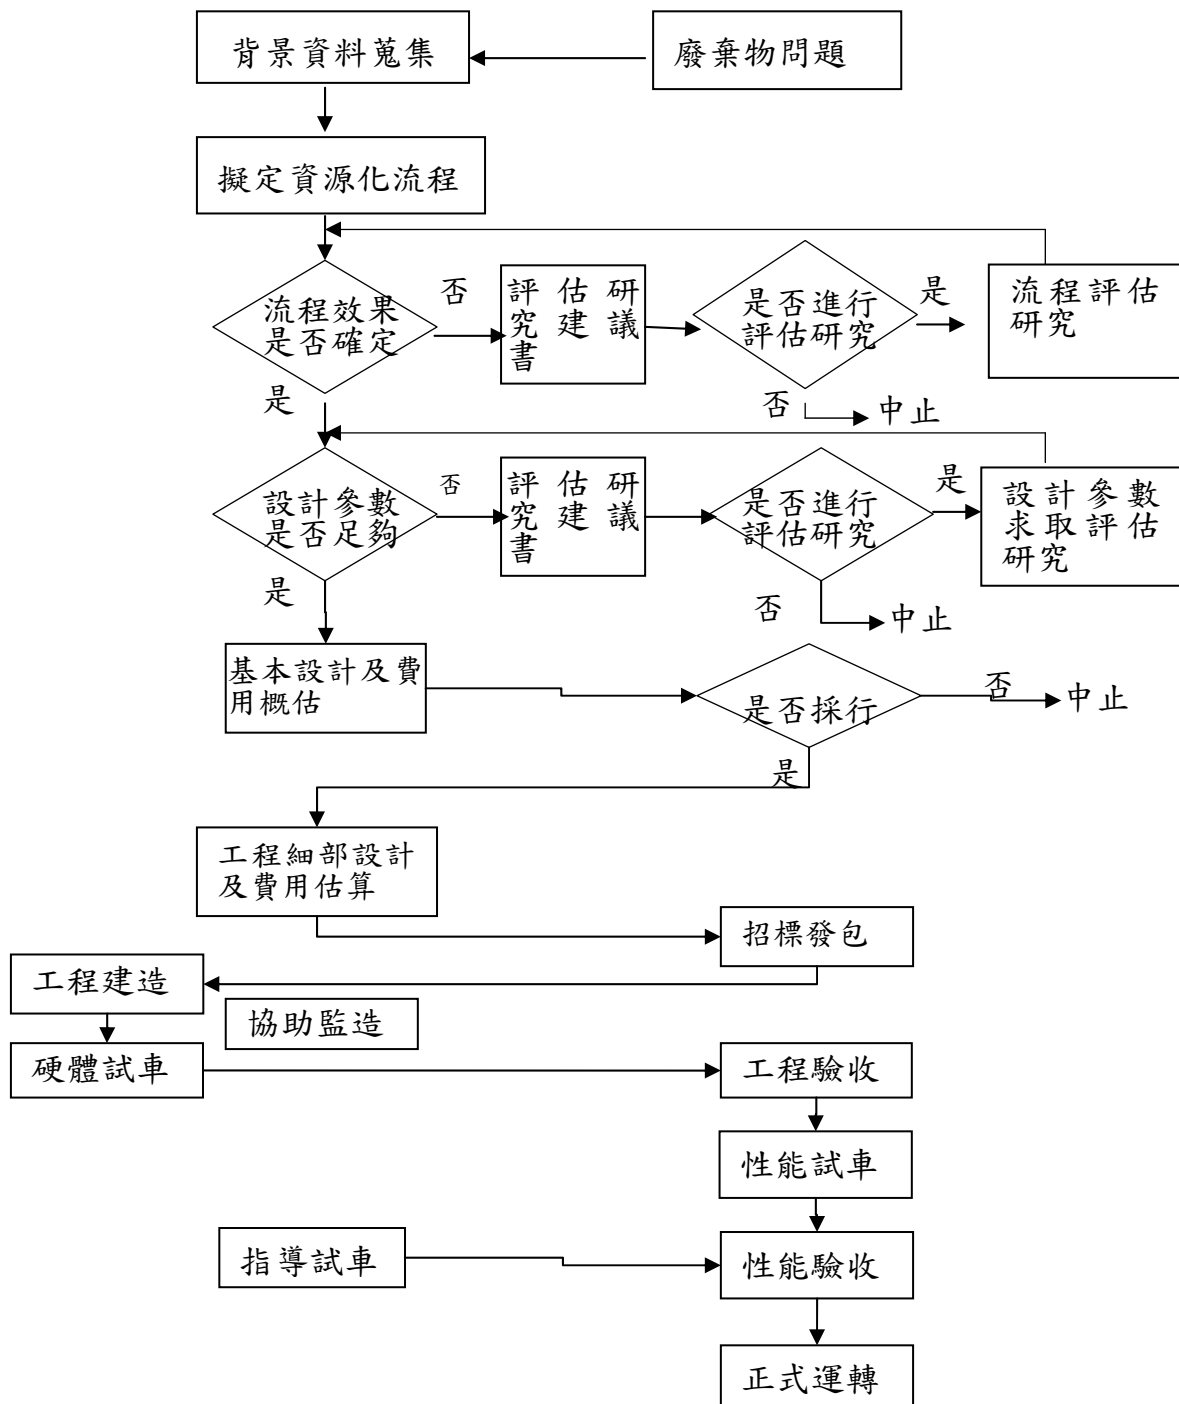 背景資料蒐集
廢棄物問題
擬定資源化流程
流程效果
是否確定
否
評估研
究建議
書
是否進行
評估研究
是
流程評估
研究
是
否
中止
設計參數
是否足夠
否
評估研
究建議
書
是否進行
評估研究
是
設計參數
求取評估
研究
是
否
中止
基本設計及費
用概估
是否採行
否
中止
是
工程細部設計
及費用估算
招標發包
工程建造
協助監造
硬體試車
工程驗收
性能試車
指導試車
性能驗收
正式運轉